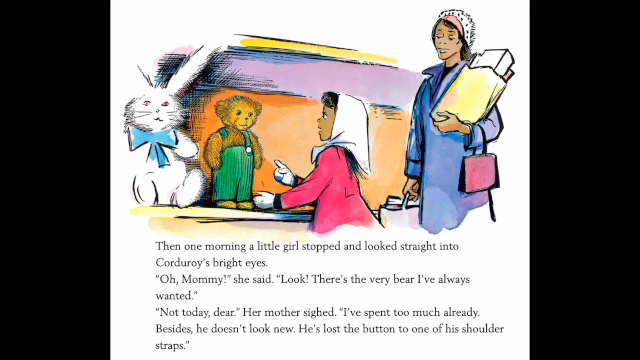 Then one morning a little girl stopped and looked straight into
Corduroy's bright eyes.
"Oh, Mommy!" she said. "Look! There's the very bear I've always
wanted."
"Not today, dear." Her mother sighed. "I've spent too much already.
Besides, he doesn't look new. He's lost the button to one of his shoulder
straps."